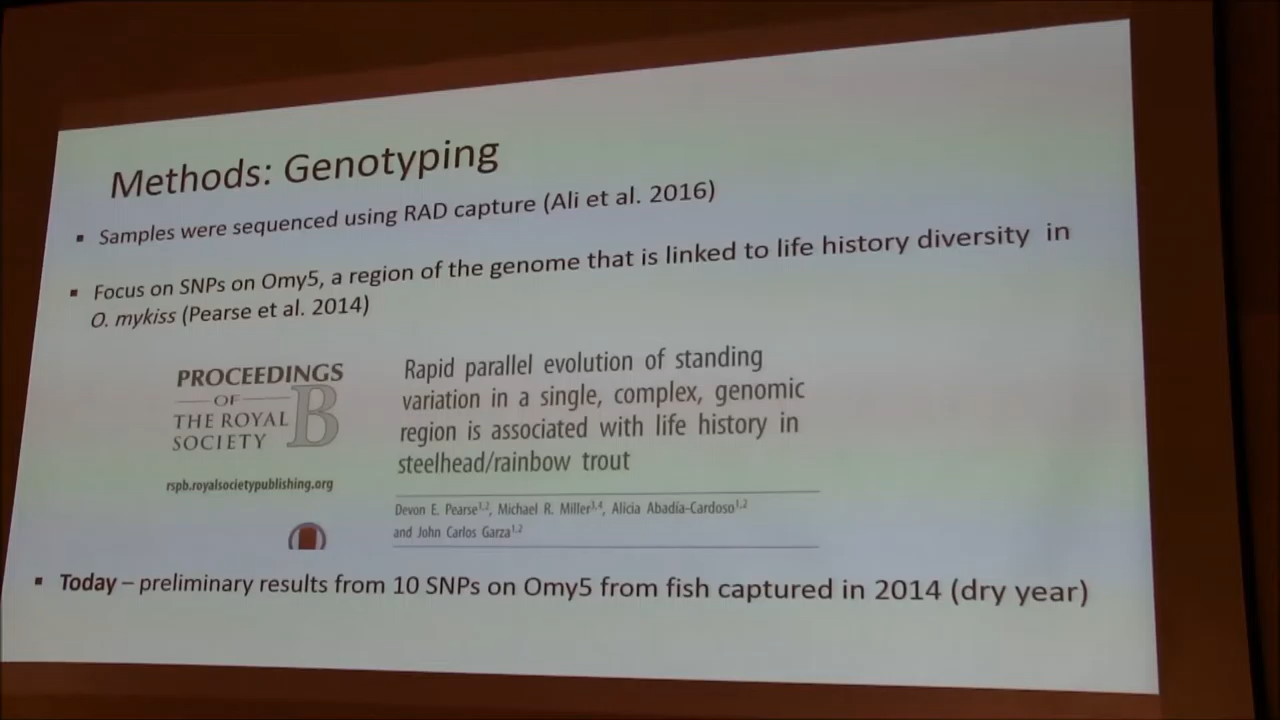 Methods: Genotyping
▪ Samples were sequenced using RAD capture (Ali et al. 2016)
▪ Focus on SNPs on Omy5, a region of the genome that is linked to life history diversity in
O. mykiss (Pearse et al. 2014)
PROCEEDINGS
OF
THE ROYAL
SOCIETY
B
rspb.royalsocietypublishing.org
Rapid parallel evolution of standing
variation in a single, complex, genomic
region is associated with life history in
steelhead/rainbow trout
Devon E. Pearse1,2, Michael R. Miller3,4, Alicia Abadía-Cardoso1,2
and John Carlos Garza1,2
▪ Today – preliminary results from 10 SNPs on Omy5 from fish captured in 2014 (dry year)